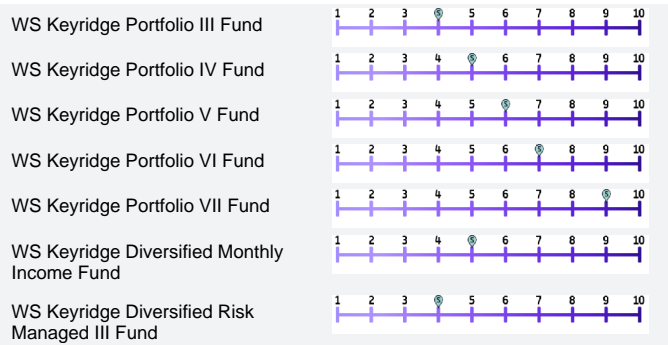 WS Keyridge Portfolio III Fund
1 2 3 5 6 7 8 9 10
WS Keyridge Portfolio IV Fund
1 2 3 4 6 7 8 9 10
WS Keyridge Portfolio V Fund
1 2 3 4 5 7 8 9 10
WS Keyridge Portfolio VI Fund
1 2 3 4 5 6 8 9 10
WS Keyridge Portfolio VII Fund
1 2 3 4 5 6 7 8 10
WS Keyridge Diversified Monthly
Income Fund
1 2 3 4 6 7 8 9 10
WS Keyridge Diversified Risk
Managed III Fund
1 2 3 5 6 7 8 9 10